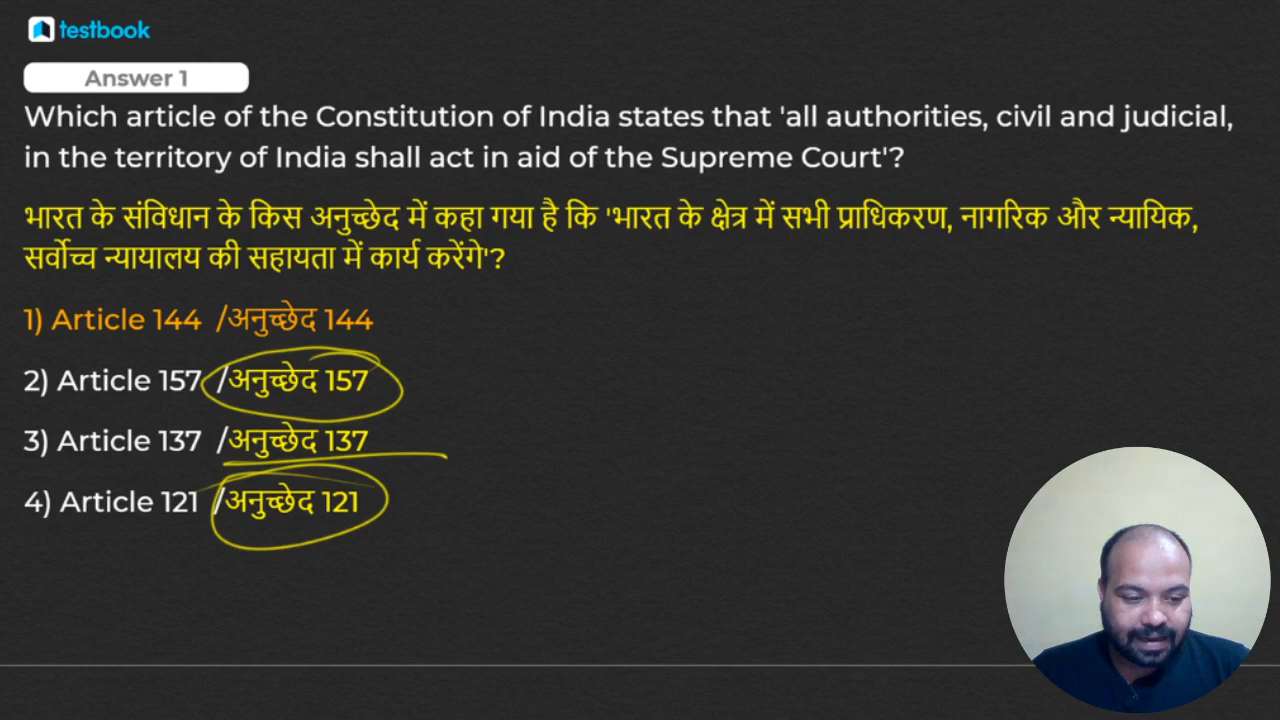 testbook
Answer 1
Which article of the Constitution of India states that 'all authorities, civil and judicial,
in the territory of India shall act in aid of the Supreme Court'?
भारत के संविधान के किस अनुच्छेद में कहा गया है कि 'भारत के क्षेत्र में सभी प्राधिकरण, नागरिक और न्यायिक,
सर्वोच्च न्यायालय की सहायता में कार्य करेंगे'?
1) Article 144 /अनुच्छेद 144
2) Article 157 /अनुच्छेद 157
3) Article 137 /अनुच्छेद 137
4) Article 121 /अनुच्छेद 121